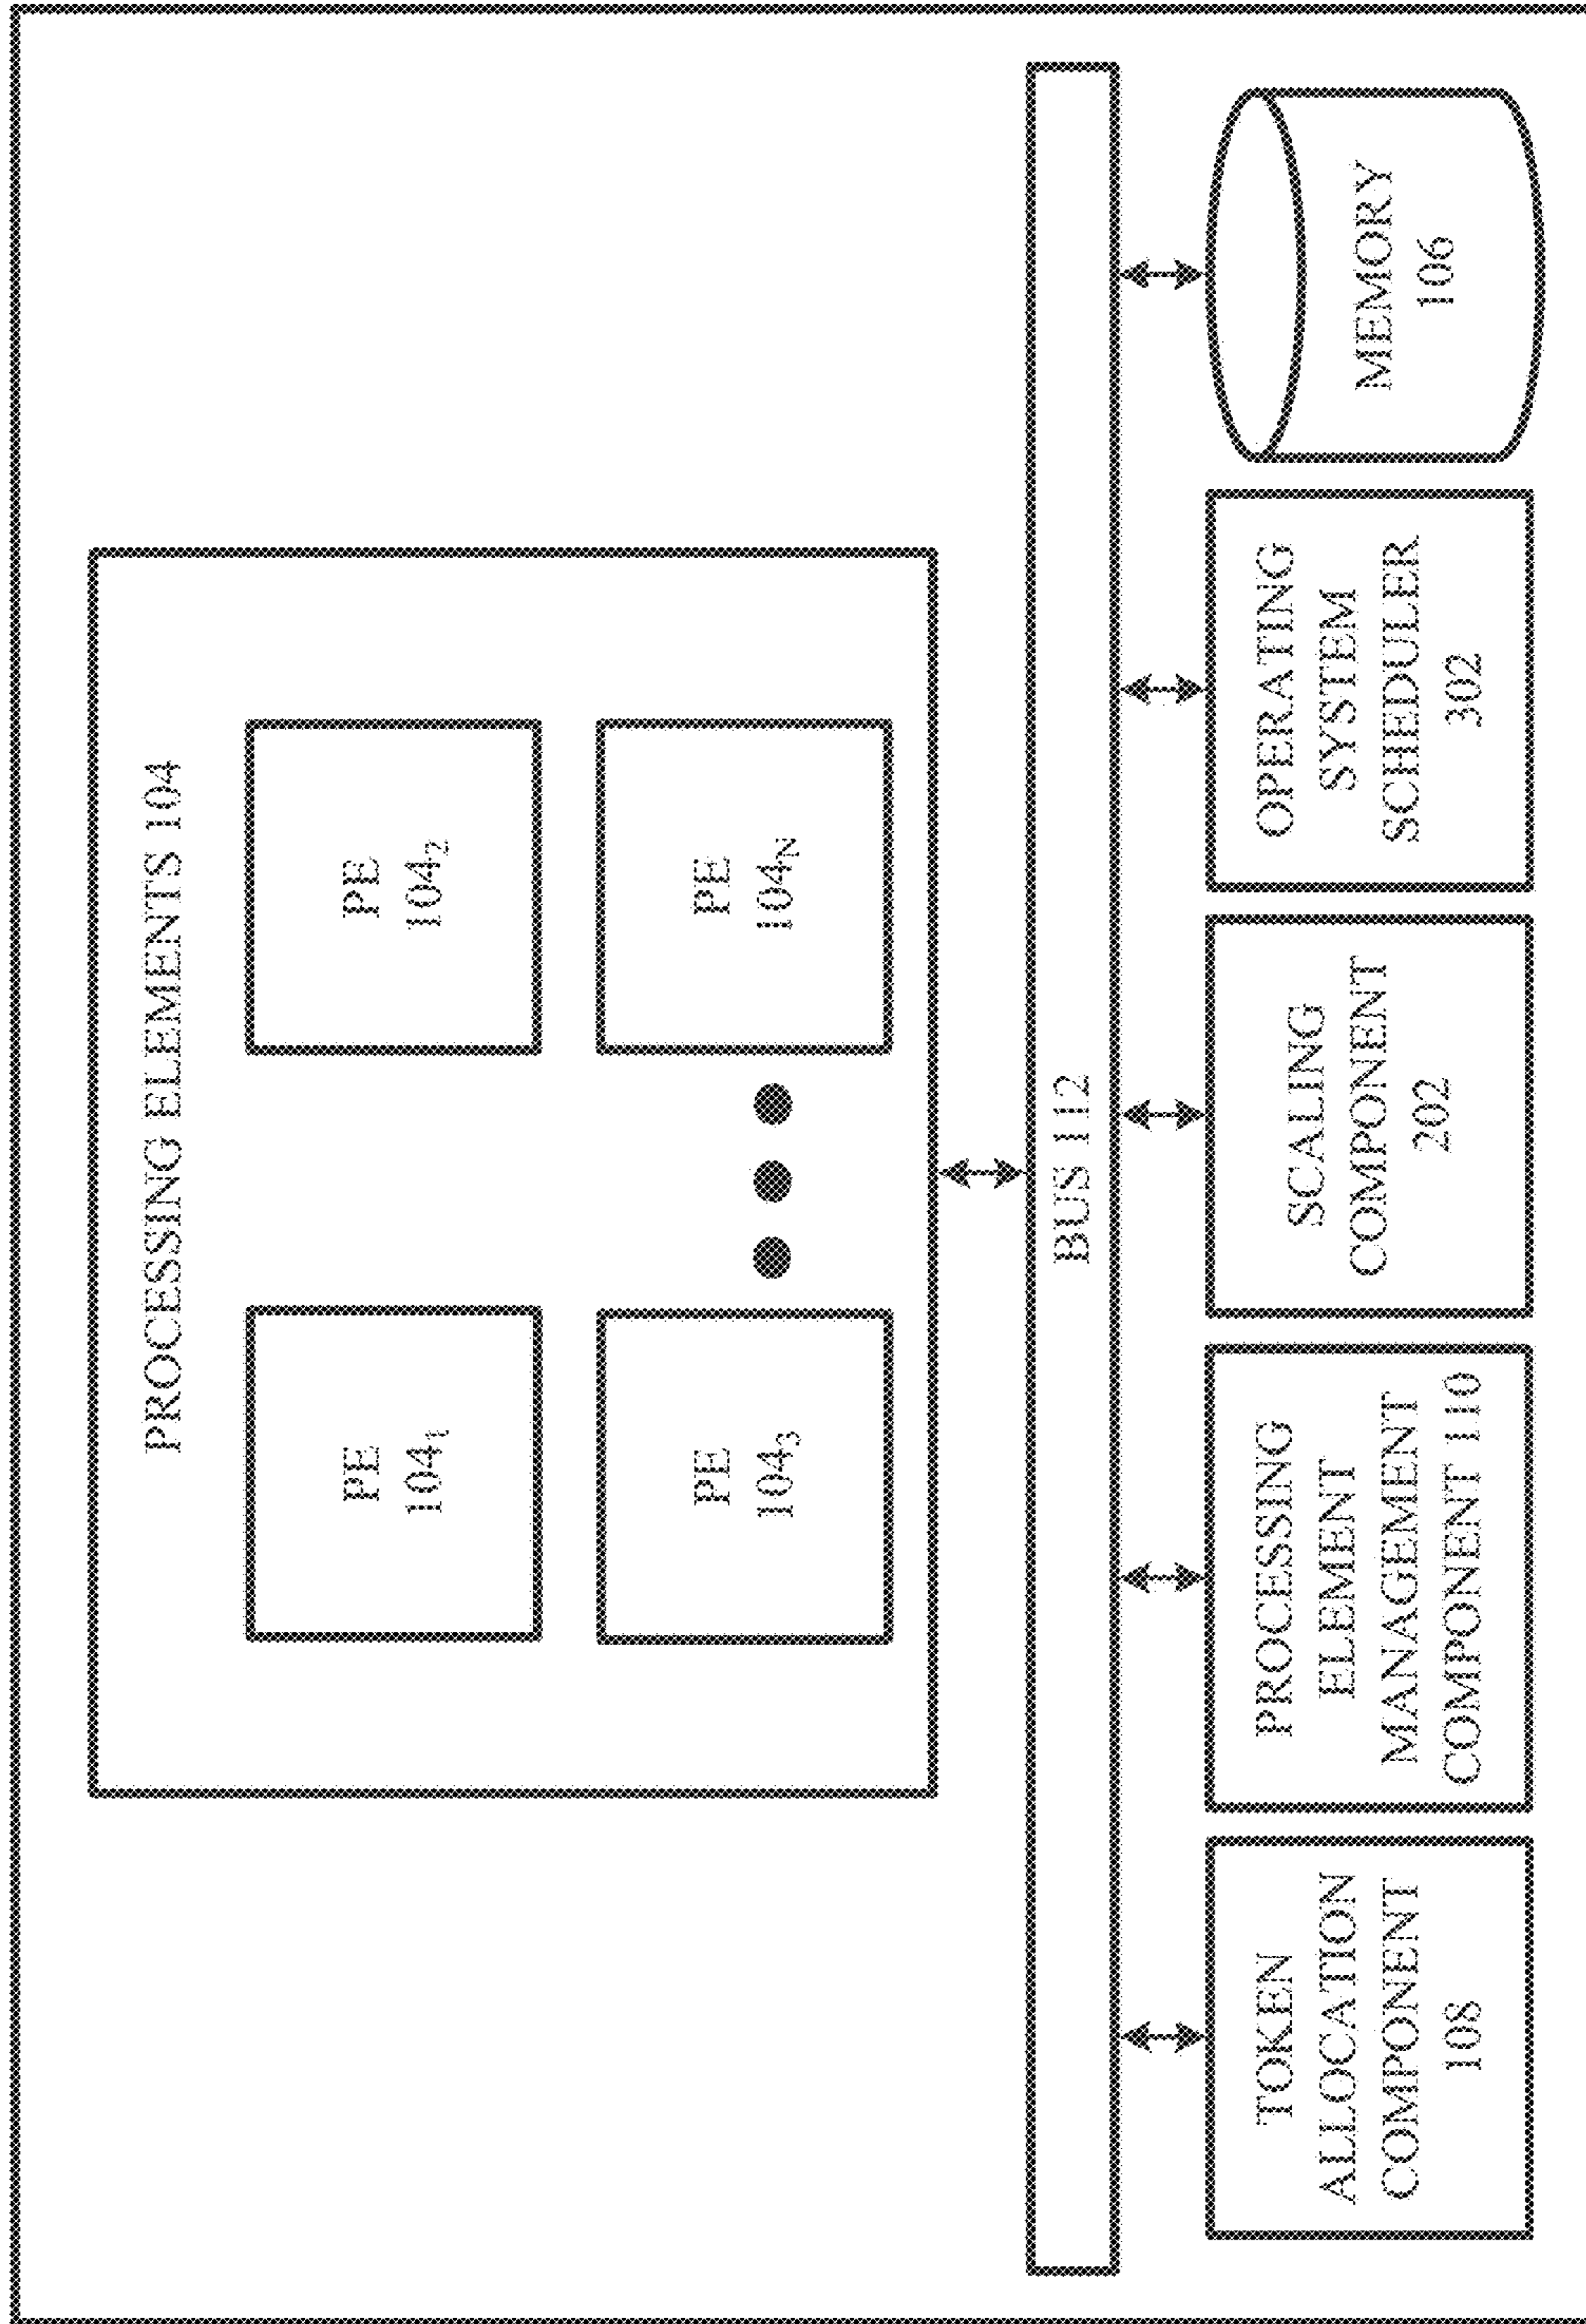 PROCESSING ELEMENTS 104
PE
104₁
PE
104₂
PE
104₃
PE
104_N
BUS 112
TOKEN
ALLOCATION
COMPONENT
108
PROCESSING
ELEMENT
MANAGEMENT
COMPONENT 110
SCALING
COMPONENT
202
OPERATING
SYSTEM
SCHEDULER
302
MEMORY
106